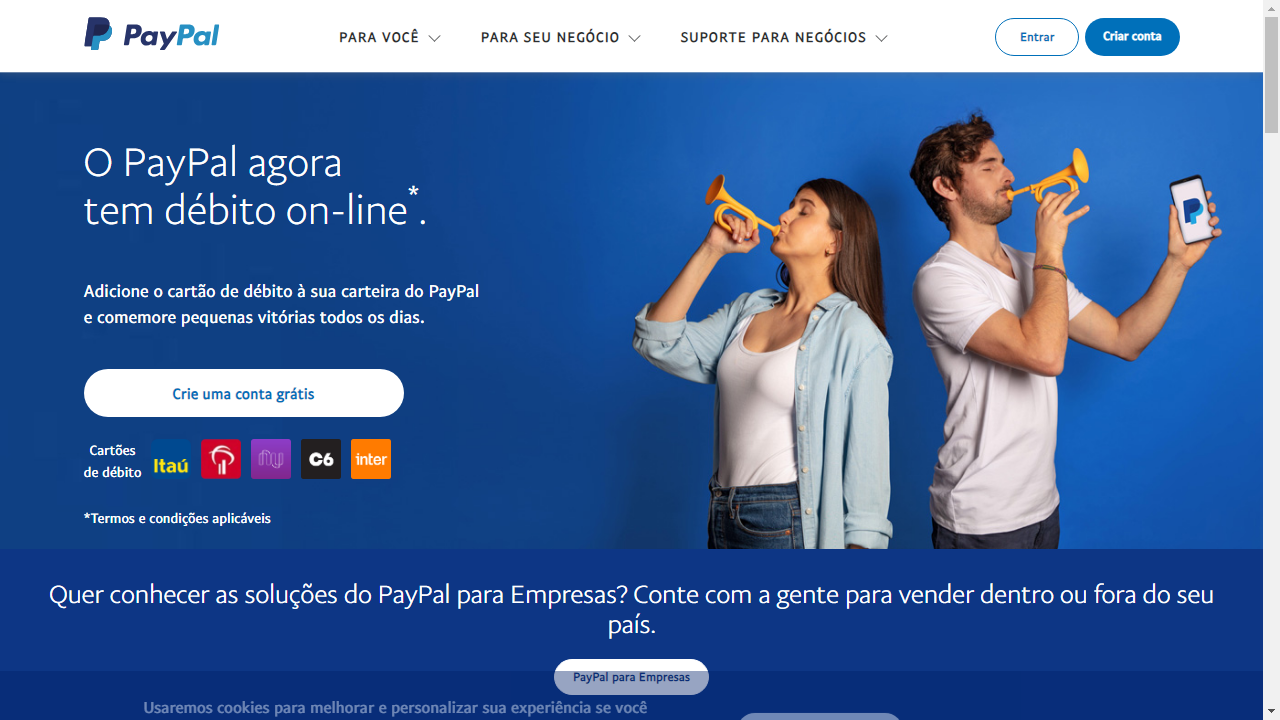 PayPal
PARA VOCÊ
PARA SEU NEGÓCIO
SUPORTE PARA NEGÓCIOS
Entrar
Criar conta
O PayPal agora
tem débito on-line*.
Adicione o cartão de débito à sua carteira do PayPal
e comemore pequenas vitórias todos os dias.
Crie uma conta grátis
Cartões
de débito
Itaú
nu
C6
inter
*Termos e condições aplicáveis
Quer conhecer as soluções do PayPal para Empresas? Conte com a gente para vender dentro ou fora do seu
país.
PayPal para Empresas
Usaremos cookies para melhorar e personalizar sua experiência se você